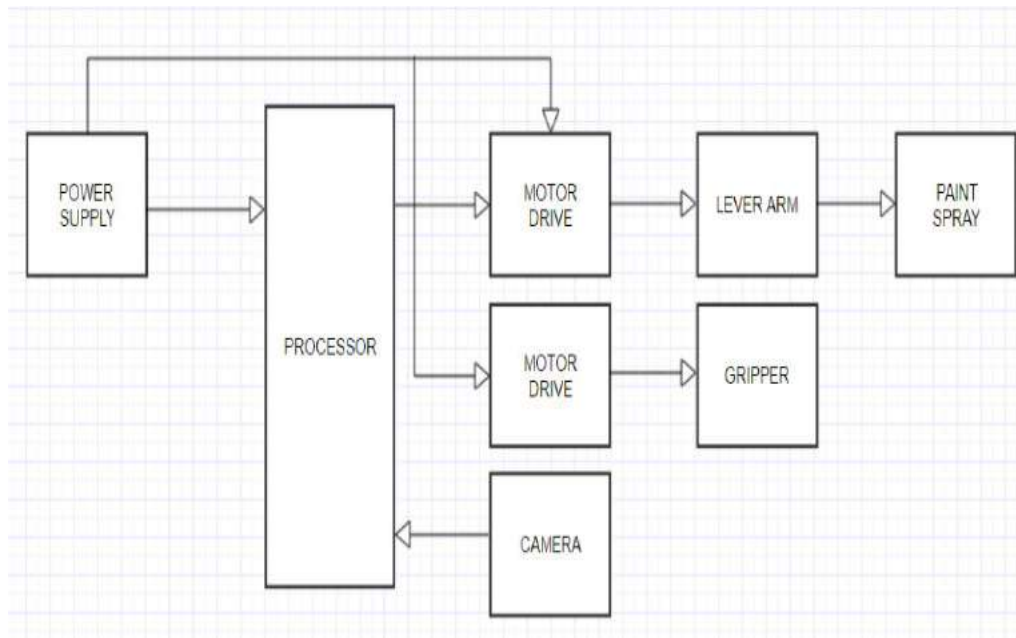 POWER
SUPPLY
PROCESSOR
MOTOR
DRIVE
LEVER ARM
PAINT
SPRAY
MOTOR
DRIVE
GRIPPER
CAMERA